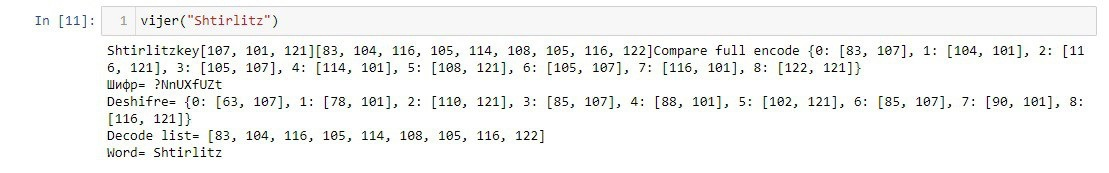 In [11]: 1 vijer("Shtirlitz")
Shtirlitzkey[107, 101, 121][83, 104, 116, 105, 114, 108, 105, 116, 122]Compare full encode {0: [83, 107], 1: [104, 101], 2: [11
6, 121], 3: [105, 107], 4: [114, 101], 5: [108, 121], 6: [105, 107], 7: [116, 101], 8: [122, 121]}
Шифр= ?NnUXfUZt
Deshifre= {0: [63, 107], 1: [78, 101], 2: [110, 121], 3: [85, 107], 4: [88, 101], 5: [102, 121], 6: [85, 107], 7: [90, 101], 8:
[116, 121]}
Decode list= [83, 104, 116, 105, 114, 108, 105, 116, 122]
Word= Shtirlitz